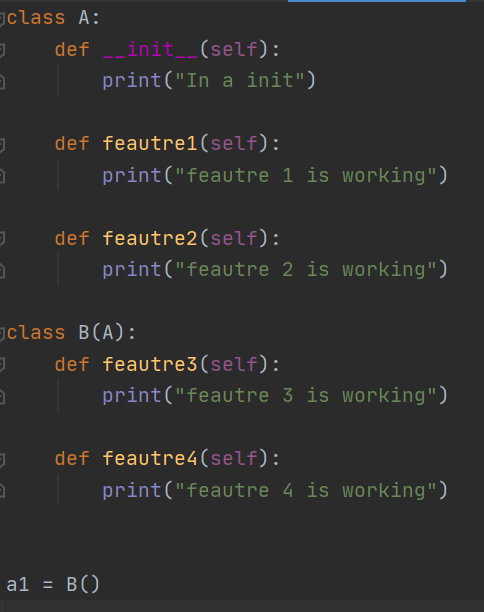 class A:
    def __init__(self):
        print("In a init")
    def feautre1(self):
        print("feautre 1 is working")
    def feautre2(self):
        print("feautre 2 is working")
class B(A):
    def feautre3(self):
        print("feautre 3 is working")
    def feautre4(self):
        print("feautre 4 is working")
a1 = B()